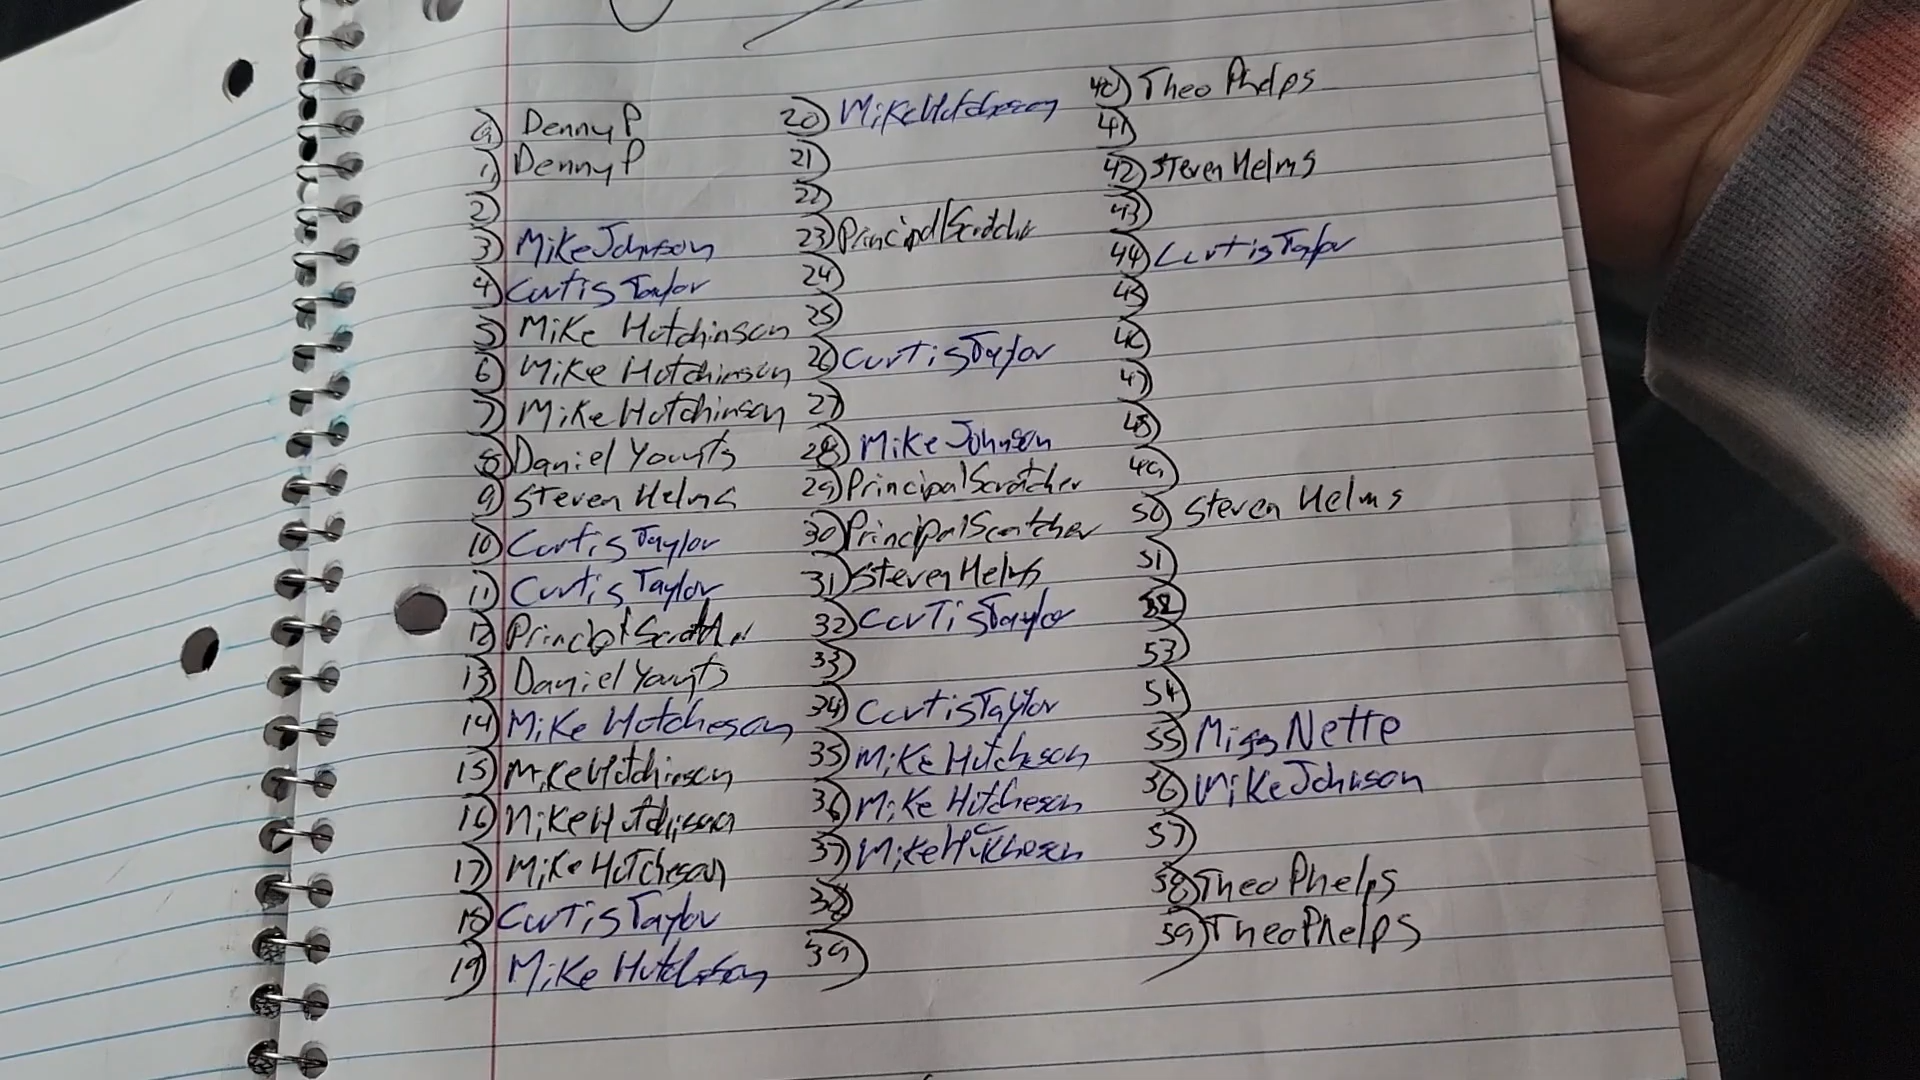 0) Denny P
1) Denny P
2)
3) Mike Johnson
4) Curtis Taylor
5) Mike Hutchinson
6) Mike Hutchinson
7) Mike Hutchinson
8) Daniel Younts
9) Steven Helms
10) Curtis Taylor
11) Curtis Taylor
12) Principal Scratcher
13) Daniel Younts
14) Mike Hutcheson
15) Mike Hutchinson
16) Mike Hutchinson
17) Mike Hutcheson
18) Curtis Taylor
19) Mike Hutcheson
20) Mike Hutcheson
21)
22)
23) Principal Scratcher
24)
25)
26) Curtis Taylor
27)
28) Mike Johnson
29) Principal Scratcher
30) Principal Scratcher
31) Steven Helms
32) Curtis Taylor
33)
34) Curtis Taylor
35) Mike Hutcheson
36) Mike Hutcheson
37) Mike Hutcheson
38)
39)
40) Theo Phelps
41)
42) Steven Helms
43)
44) Curtis Taylor
45)
46)
47)
48)
49)
50) Steven Helms
51)
52)
53)
54)
55) Miss Nette
56) Mike Johnson
57)
58) Theo Phelps
59) Theo Phelps